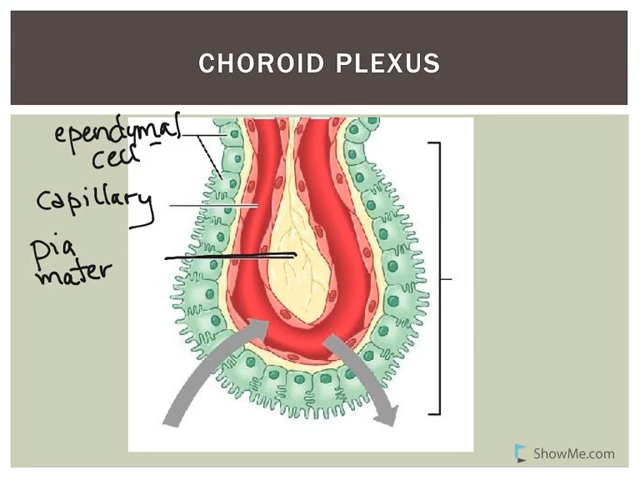 CHOROID PLEXUS
ependymal
cell
capillary
pia
mater
ShowMe.com